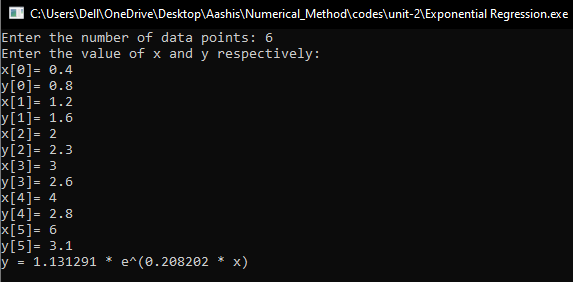 C:\Users\Dell\OneDrive\Desktop\Aashis\Numerical_Method\codes\unit-2\Exponential Regression.exe
Enter the number of data points: 6
Enter the value of x and y respectively:
x[0]= 0.4
y[0]= 0.8
x[1]= 1.2
y[1]= 1.6
x[2]= 2
y[2]= 2.3
x[3]= 3
y[3]= 2.6
x[4]= 4
y[4]= 2.8
x[5]= 6
y[5]= 3.1
y = 1.131291 * e^(0.208202 * x)